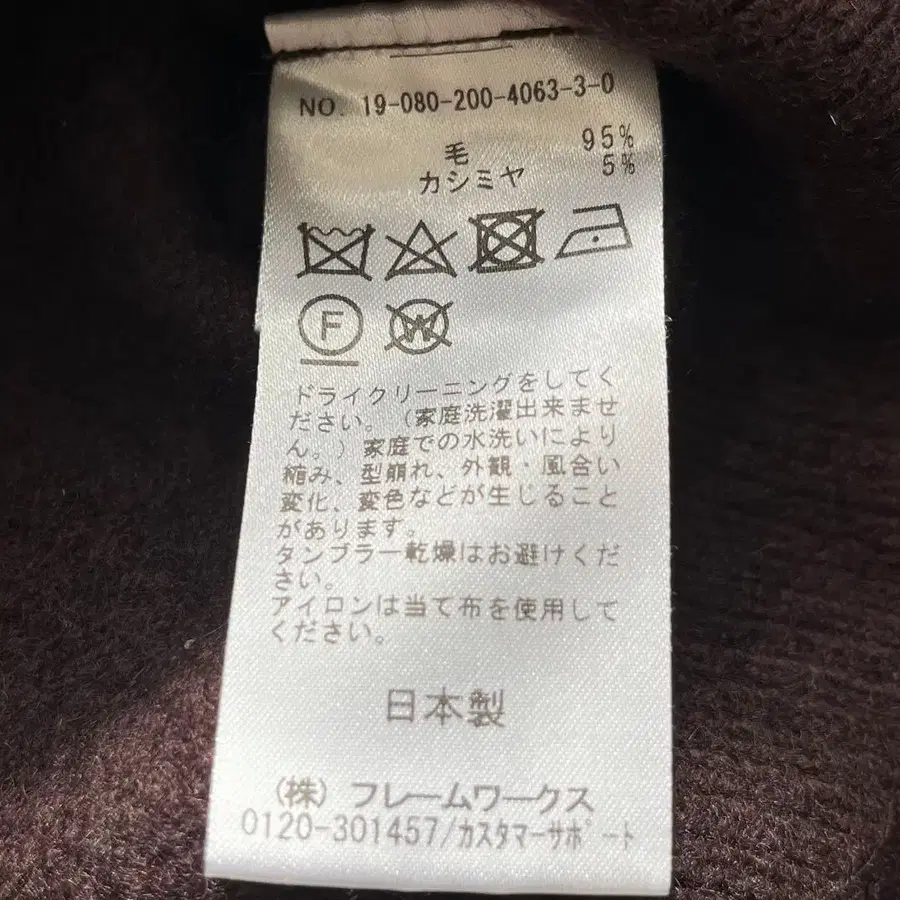 NO. 19-080-200-4063-3-0
毛 95%
カシミヤ 5%
F
W
ドライクリーニングをしてく
ださい。(家庭洗濯出来ませ
ん。)家庭での水洗いにより
縮み、型崩れ、外観・風合い
変化、変色などが生じること
があります。
タンブラー乾燥はお避けくだ
さい。
アイロンは当て布を使用して
ください。
日本製
(株)フレームワークス
0120-301457/カスタマーサポート